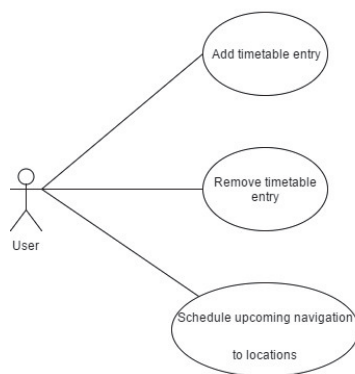 Add timetable entry
Remove timetable
entry
User
Schedule upcoming navigation
to locations